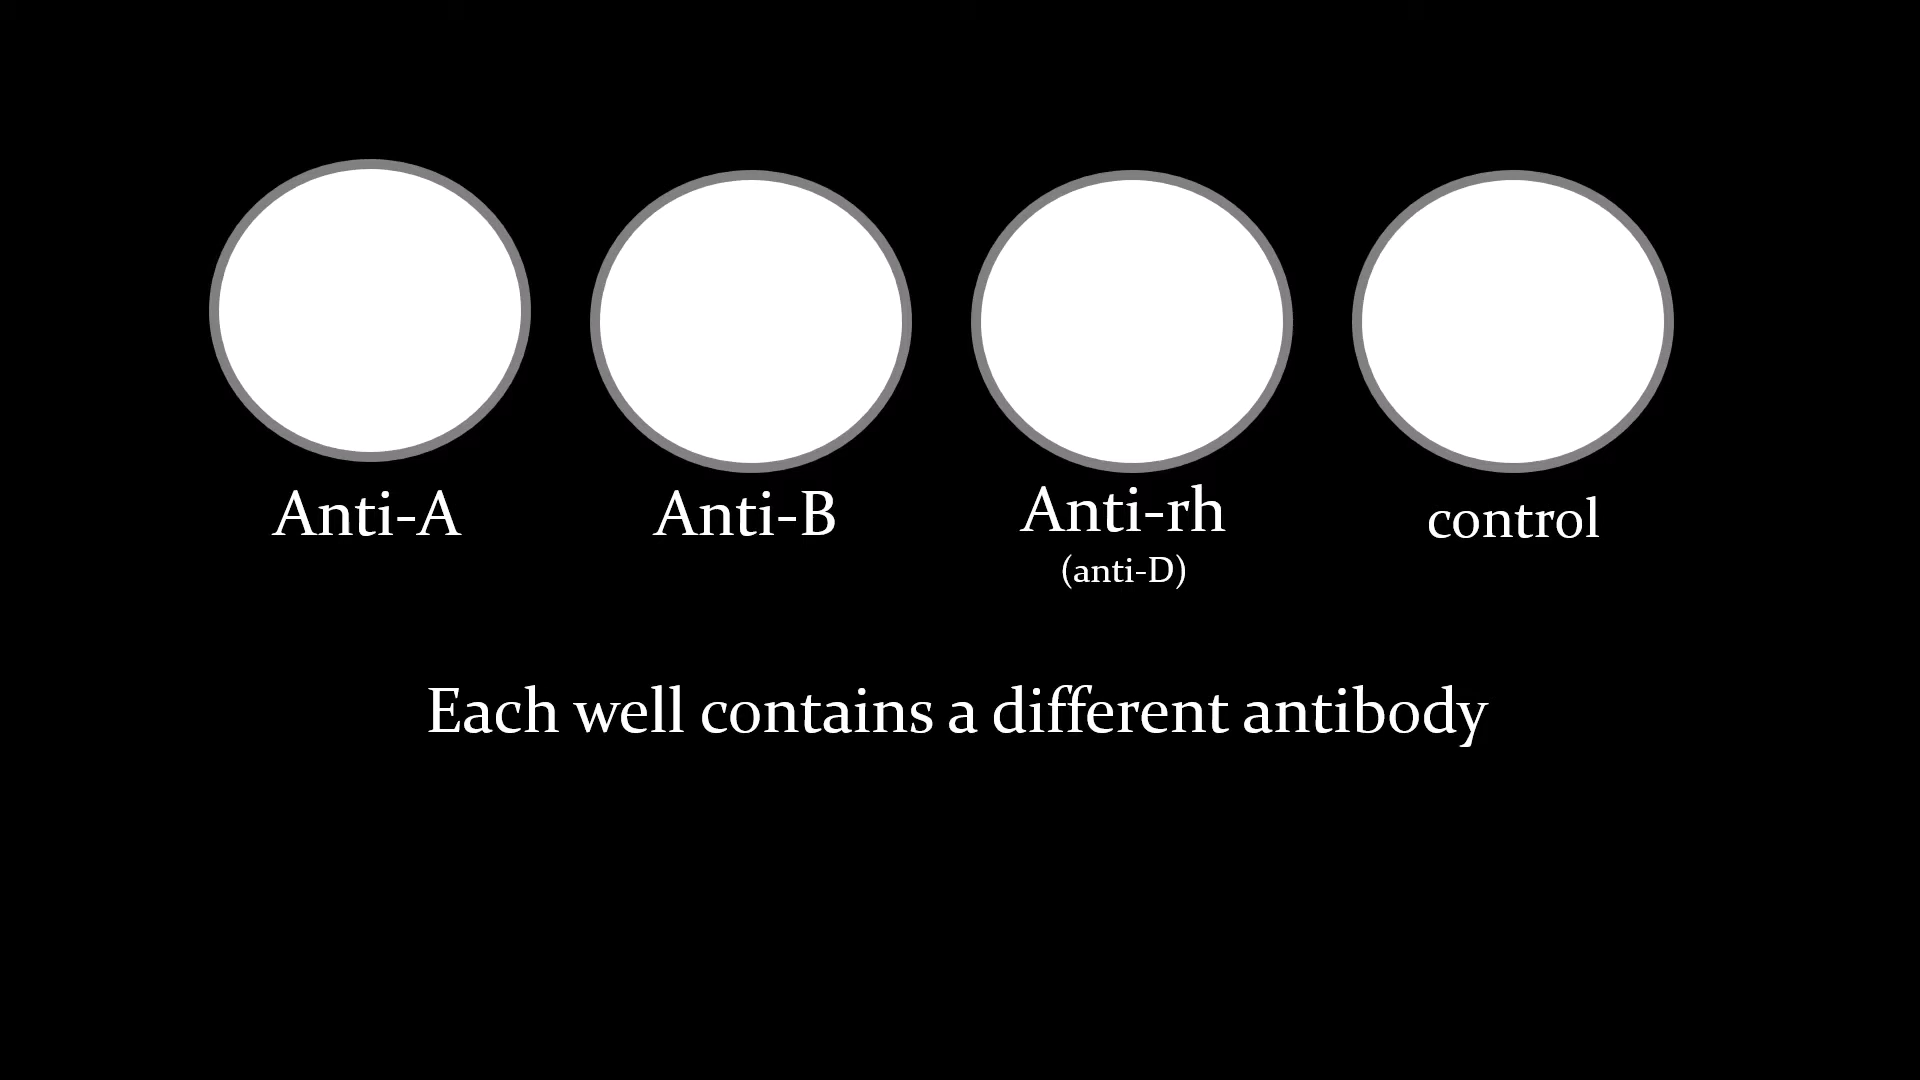 Anti-A
Anti-B
Anti-rh
(anti-D)
control
Each well contains a different antibody